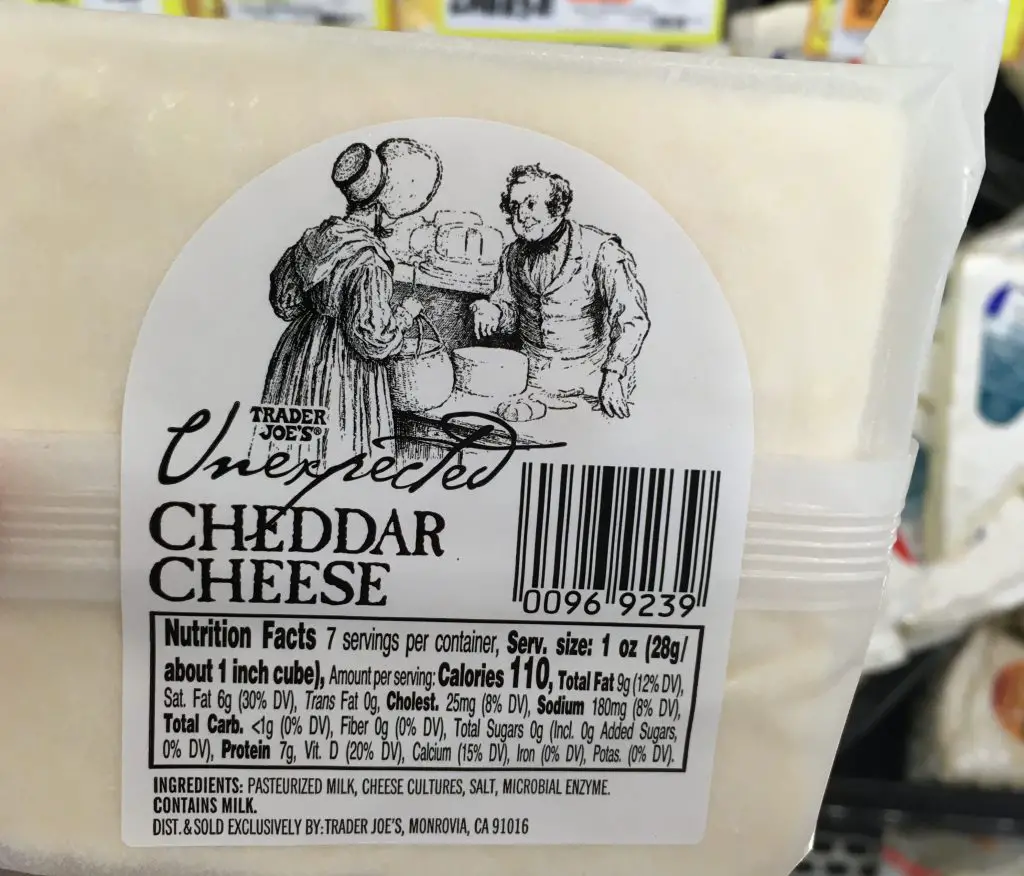 TRADER
JOE'S®
Unexpected
CHEDDAR
CHEESE
0096 9239
Nutrition Facts 7 servings per container, Serv. size: 1 oz (28g/
about 1 inch cube), Amount per serving: Calories 110, Total Fat 9g (12% DV),
Sat. Fat 6g (30% DV), Trans Fat 0g, Cholest. 25mg (8% DV), Sodium 180mg (8% DV),
Total Carb. <1g (0% DV), Fiber 0g (0% DV), Total Sugars 0g (Incl. 0g Added Sugars,
0% DV), Protein 7g, Vit. D (20% DV), Calcium (15% DV), Iron (0% DV), Potas. (0% DV).
INGREDIENTS: PASTEURIZED MILK, CHEESE CULTURES, SALT, MICROBIAL ENZYME.
CONTAINS MILK.
DIST. & SOLD EXCLUSIVELY BY: TRADER JOE'S, MONROVIA, CA 91016